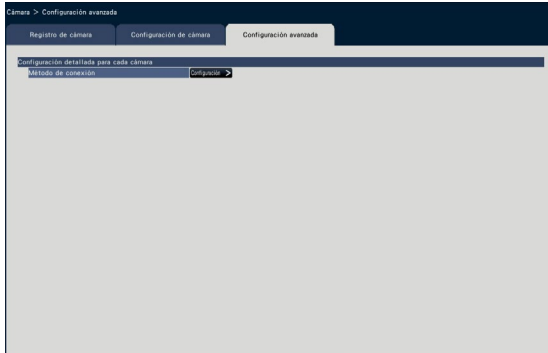 Cámara > Configuración avanzada
Registro de cámara
Configuración de cámara
Configuración avanzada
Configuración detallada para cada cámara
Método de conexión
Configuración >